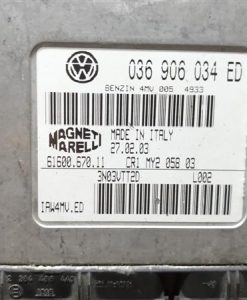 036 906 034 ED
BENZIN 4MV 005 4933
MAGNETI
MARELLI
MADE IN ITALY
27.02.03
61600.670.11 CR1 MY2 058 03
3N03VTT2D L002
IAW4MV.ED